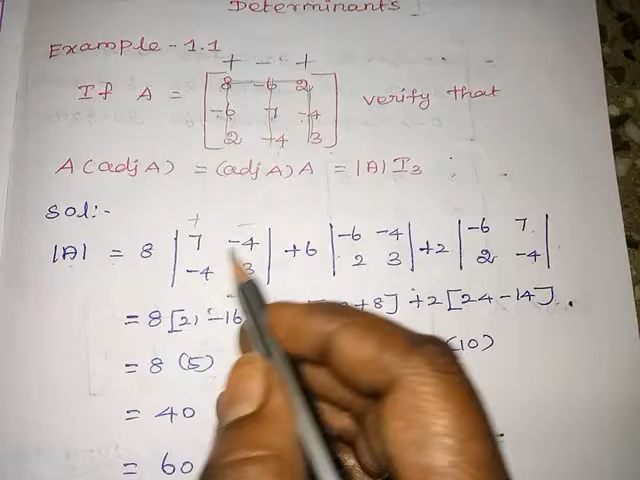 Determinants
Example - 1.1
+ - +
If A = [ 8 -6 2 verify that
-6 7 -4
2 -4 3 ]
A(adj A) = (adj A) A = |A| I3
Sol:-
+ -
|A| = 8 | 7 -4 | +6 | -6 -4 | +2 | -6 7 |
-4 3 2 3 2 -4
= 8 [21 -16 +8] +2 [24 -14].
= 8 (5) (10)
= 40
= 60